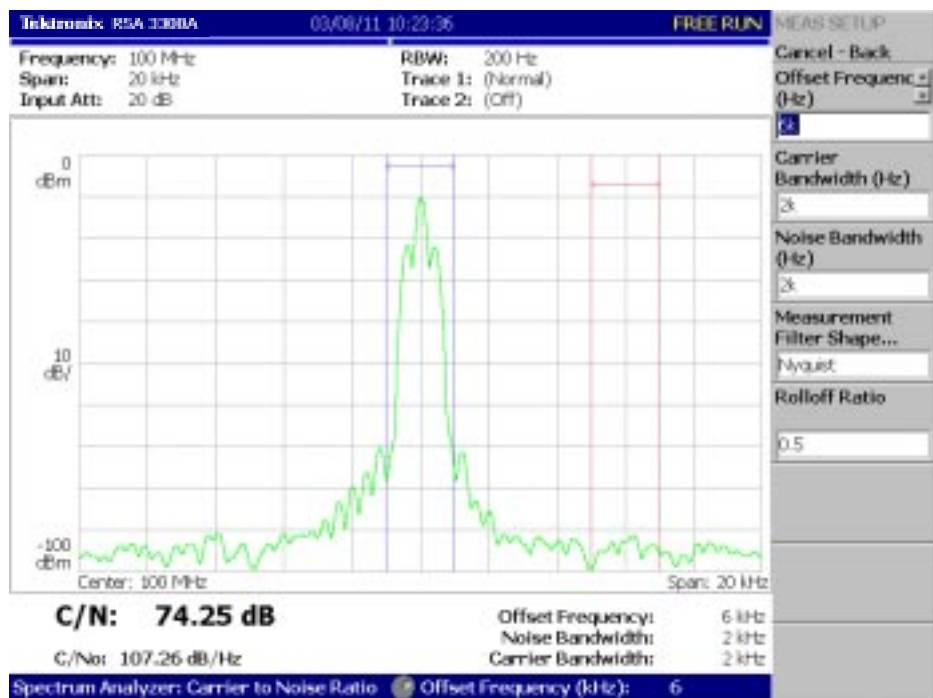 Tektronix RSA 3308A 03/08/11 10:23:36 FREE RUN
Frequency: 100 MHz
Span: 20 kHz
Input Att: 20 dB
RBW: 200 Hz
Trace 1: (Normal)
Trace 2: (Off)
0
dBm
10
dB/
-100
dBm
Center: 100 MHz
Span: 20 kHz
C/N: 74.25 dB
C/No: 107.26 dB/Hz
Offset Frequency: 6 kHz
Noise Bandwidth: 2 kHz
Carrier Bandwidth: 2 kHz
Spectrum Analyzer: Carrier to Noise Ratio Offset Frequency (kHz): 6
MEAS SETUP
Cancel - Back
Offset Frequenc
(Hz)
6k
Carrier
Bandwidth (Hz)
2k
Noise Bandwidth
(Hz)
2k
Measurement
Filter Shape...
Nyquist
Rolloff Ratio
0.5